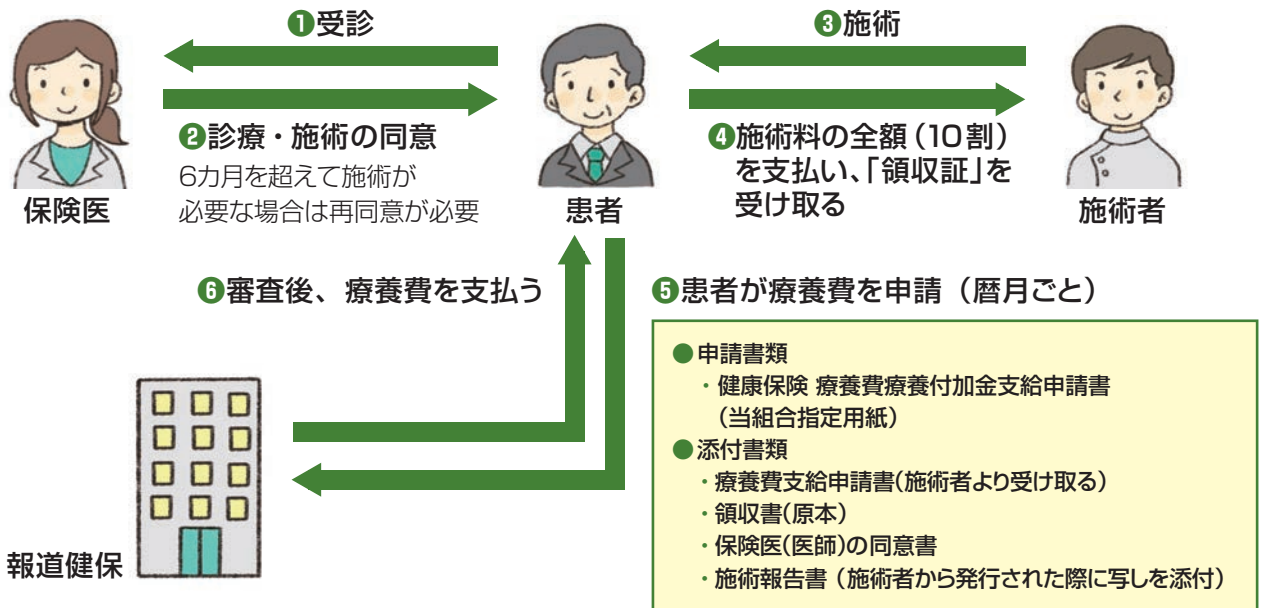 ❶受診
❸施術
❷診療・施術の同意
6カ月を超えて施術が
必要な場合は再同意が必要
❹施術料の全額（10割）
を支払い、「領収証」を
受け取る
保険医
患者
施術者
❻審査後、療養費を支払う
❺患者が療養費を申請（暦月ごと）
●申請書類
・健康保険 療養費療養付加金支給申請書
（当組合指定用紙）
●添付書類
・療養費支給申請書（施術者より受け取る）
・領収書（原本）
・保険医（医師）の同意書
・施術報告書（施術者から発行された際に写しを添付）
報道健保